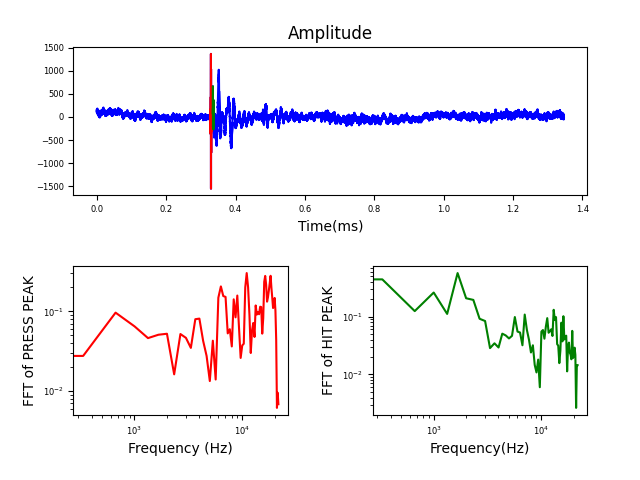 Amplitude
1500
1000
500
0
−500
−1000
−1500
0.0 0.2 0.4 0.6 0.8 1.0 1.2 1.4
Time(ms)
FFT of PRESS PEAK
10⁻¹
10⁻²
10³ 10⁴
Frequency (Hz)
FFT of HIT PEAK
10⁻¹
10⁻²
10³ 10⁴
Frequency(Hz)